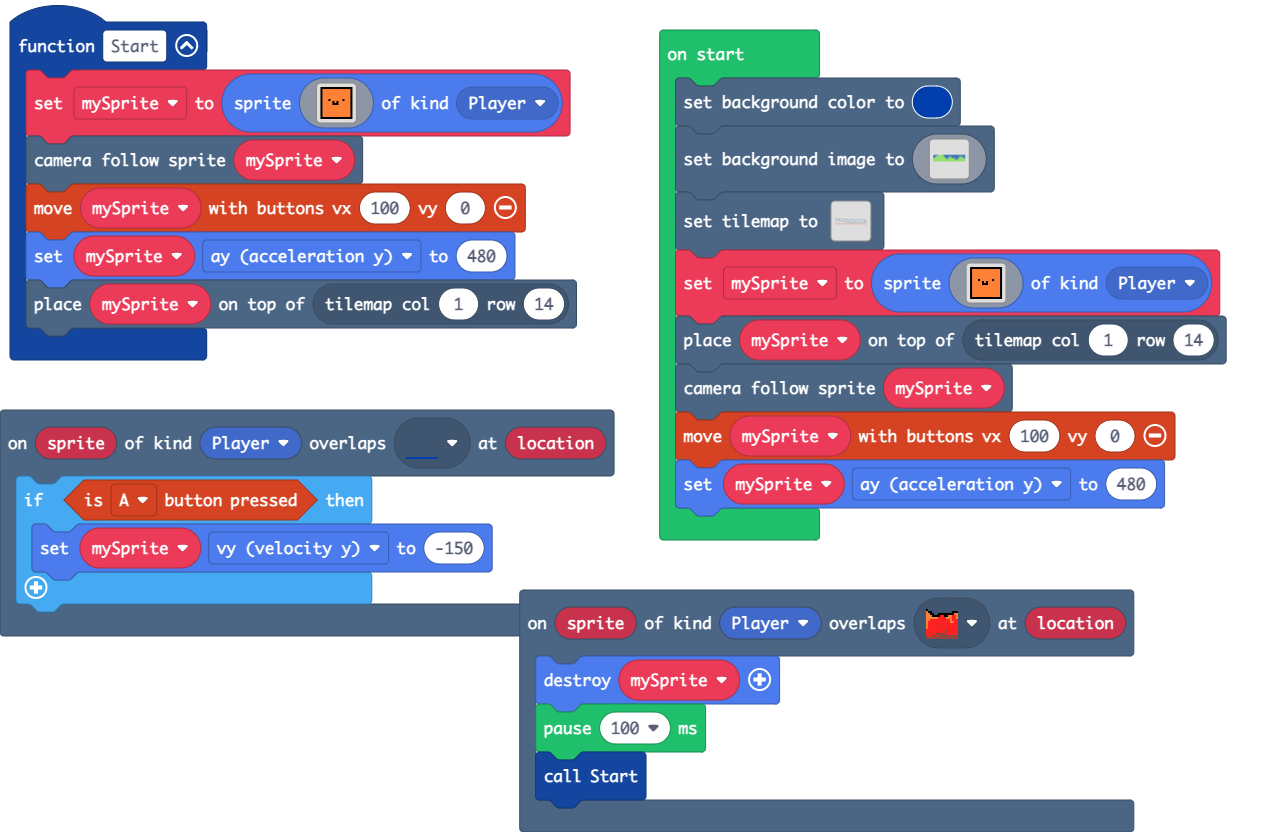 function Start
set mySprite to sprite of kind Player
camera follow sprite mySprite
move mySprite with buttons vx 100 vy 0
set mySprite ay (acceleration y) to 480
place mySprite on top of tilemap col 1 row 14
on start
set background color to
set background image to
set tilemap to
set mySprite to sprite of kind Player
place mySprite on top of tilemap col 1 row 14
camera follow sprite mySprite
move mySprite with buttons vx 100 vy 0
set mySprite ay (acceleration y) to 480
on sprite of kind Player overlaps at location
if is A button pressed then
set mySprite vy (velocity y) to -150
on sprite of kind Player overlaps at location
destroy mySprite
pause 100 ms
call Start